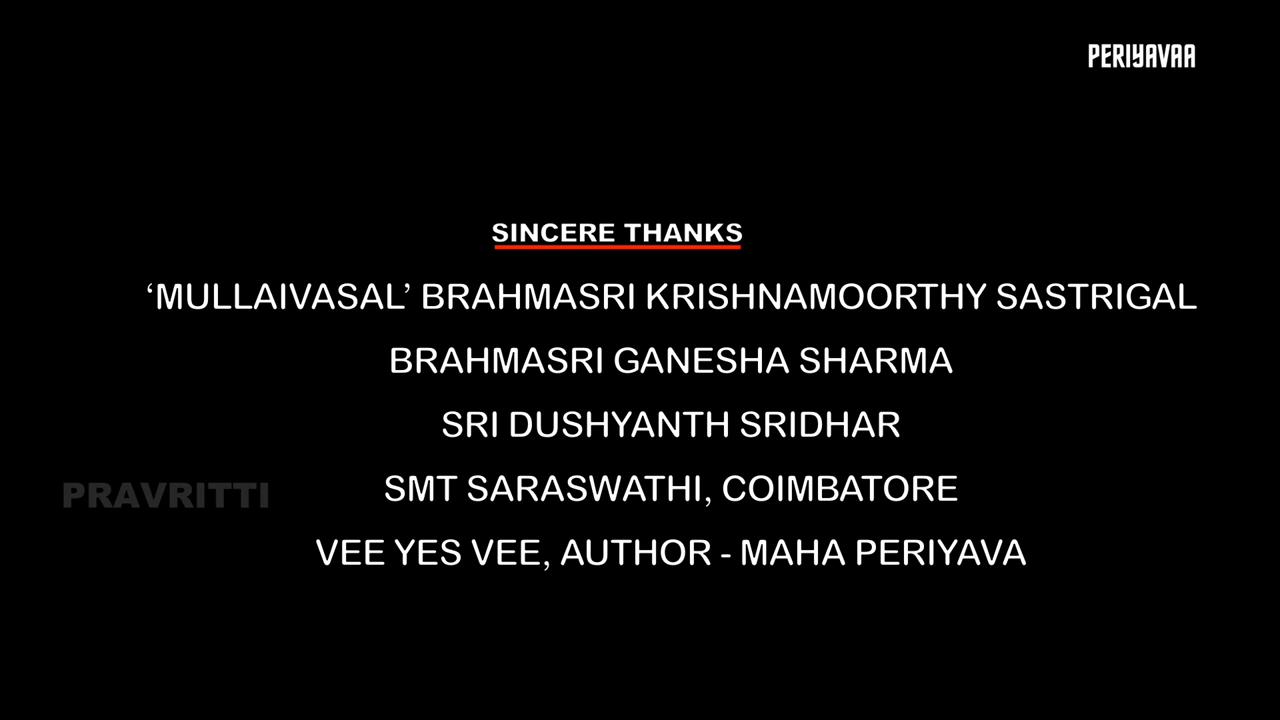 PERIYAVAA
SINCERE THANKS
‘MULLAIVASAL’ BRAHMASRI KRISHNAMOORTHY SASTRIGAL
BRAHMASRI GANESHA SHARMA
SRI DUSHYANTH SRIDHAR
SMT SARASWATHI, COIMBATORE
PRAVRITTI
VEE YES VEE, AUTHOR - MAHA PERIYAVA